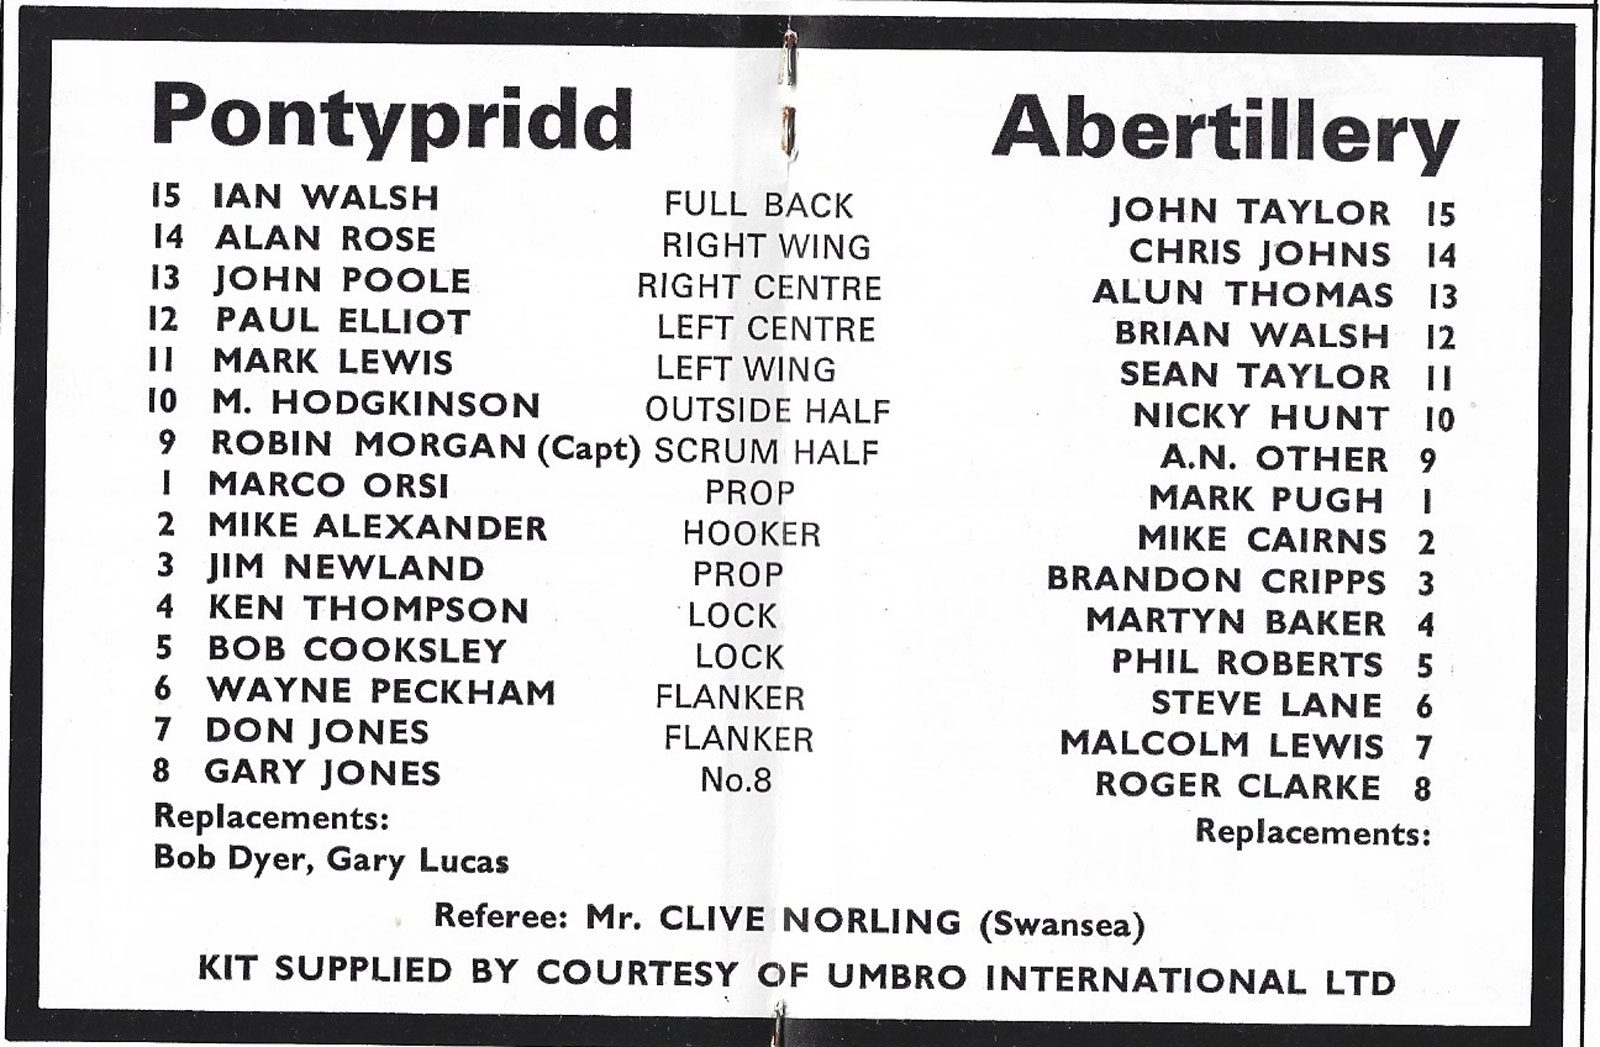 Pontypridd Abertillery
15 IAN WALSH FULL BACK JOHN TAYLOR 15
14 ALAN ROSE RIGHT WING CHRIS JOHNS 14
13 JOHN POOLE RIGHT CENTRE ALUN THOMAS 13
12 PAUL ELLIOT LEFT CENTRE BRIAN WALSH 12
11 MARK LEWIS LEFT WING SEAN TAYLOR 11
10 M. HODGKINSON OUTSIDE HALF NICKY HUNT 10
9 ROBIN MORGAN (Capt) SCRUM HALF A.N. OTHER 9
1 MARCO ORSI PROP MARK PUGH 1
2 MIKE ALEXANDER HOOKER MIKE CAIRNS 2
3 JIM NEWLAND PROP BRANDON CRIPPS 3
4 KEN THOMPSON LOCK MARTYN BAKER 4
5 BOB COOKSLEY LOCK PHIL ROBERTS 5
6 WAYNE PECKHAM FLANKER STEVE LANE 6
7 DON JONES FLANKER MALCOLM LEWIS 7
8 GARY JONES No.8 ROGER CLARKE 8
Replacements: Replacements:
Bob Dyer, Gary Lucas
Referee: Mr. CLIVE NORLING (Swansea)
KIT SUPPLIED BY COURTESY OF UMBRO INTERNATIONAL LTD